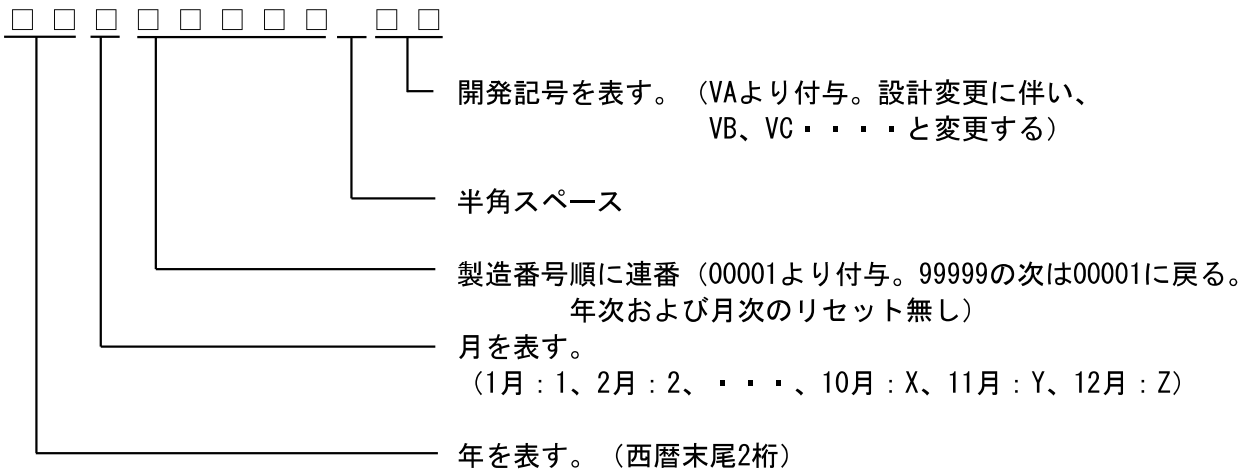 □□□□□□□□ □□
開発記号を表す。（VAより付与。設計変更に伴い、
VB、VC・・・・と変更する）
半角スペース
製造番号順に連番（00001より付与。99999の次は00001に戻る。
年次および月次のリセット無し）
月を表す。
（1月：1、2月：2、・・・、10月：X、11月：Y、12月：Z）
年を表す。（西暦末尾2桁）